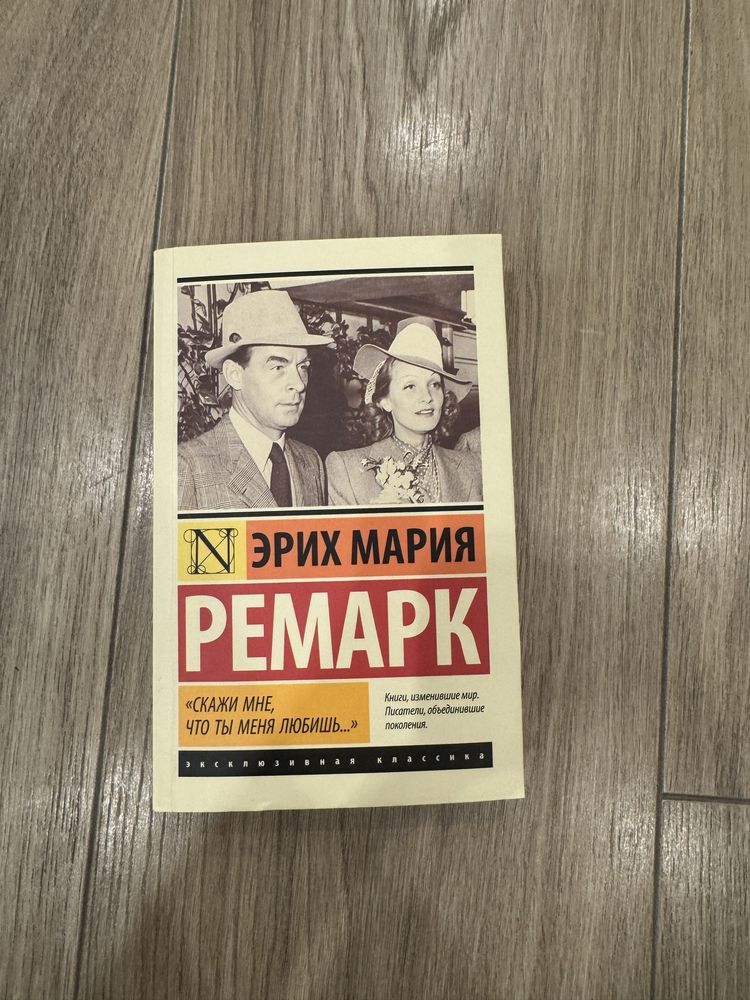 N
ЭРИХ МАРИЯ
РЕМАРК
«СКАЖИ МНЕ,
ЧТО ТЫ МЕНЯ ЛЮБИШЬ...»
Книги, изменившие мир.
Писатели, объединившие
поколения.
ЭКСКЛЮЗИВНАЯ КЛАССИКА